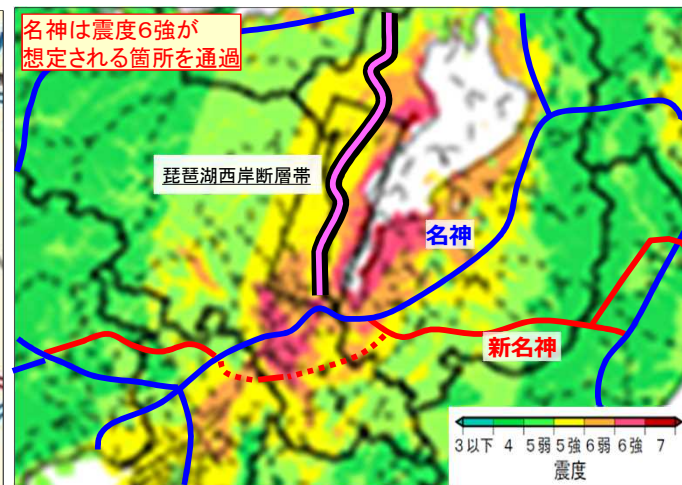 名神は震度6強が
想定される箇所を通過
琵琶湖西岸断層帯
名神
新名神
3以下 4 5弱 5強 6弱 6強 7
震度